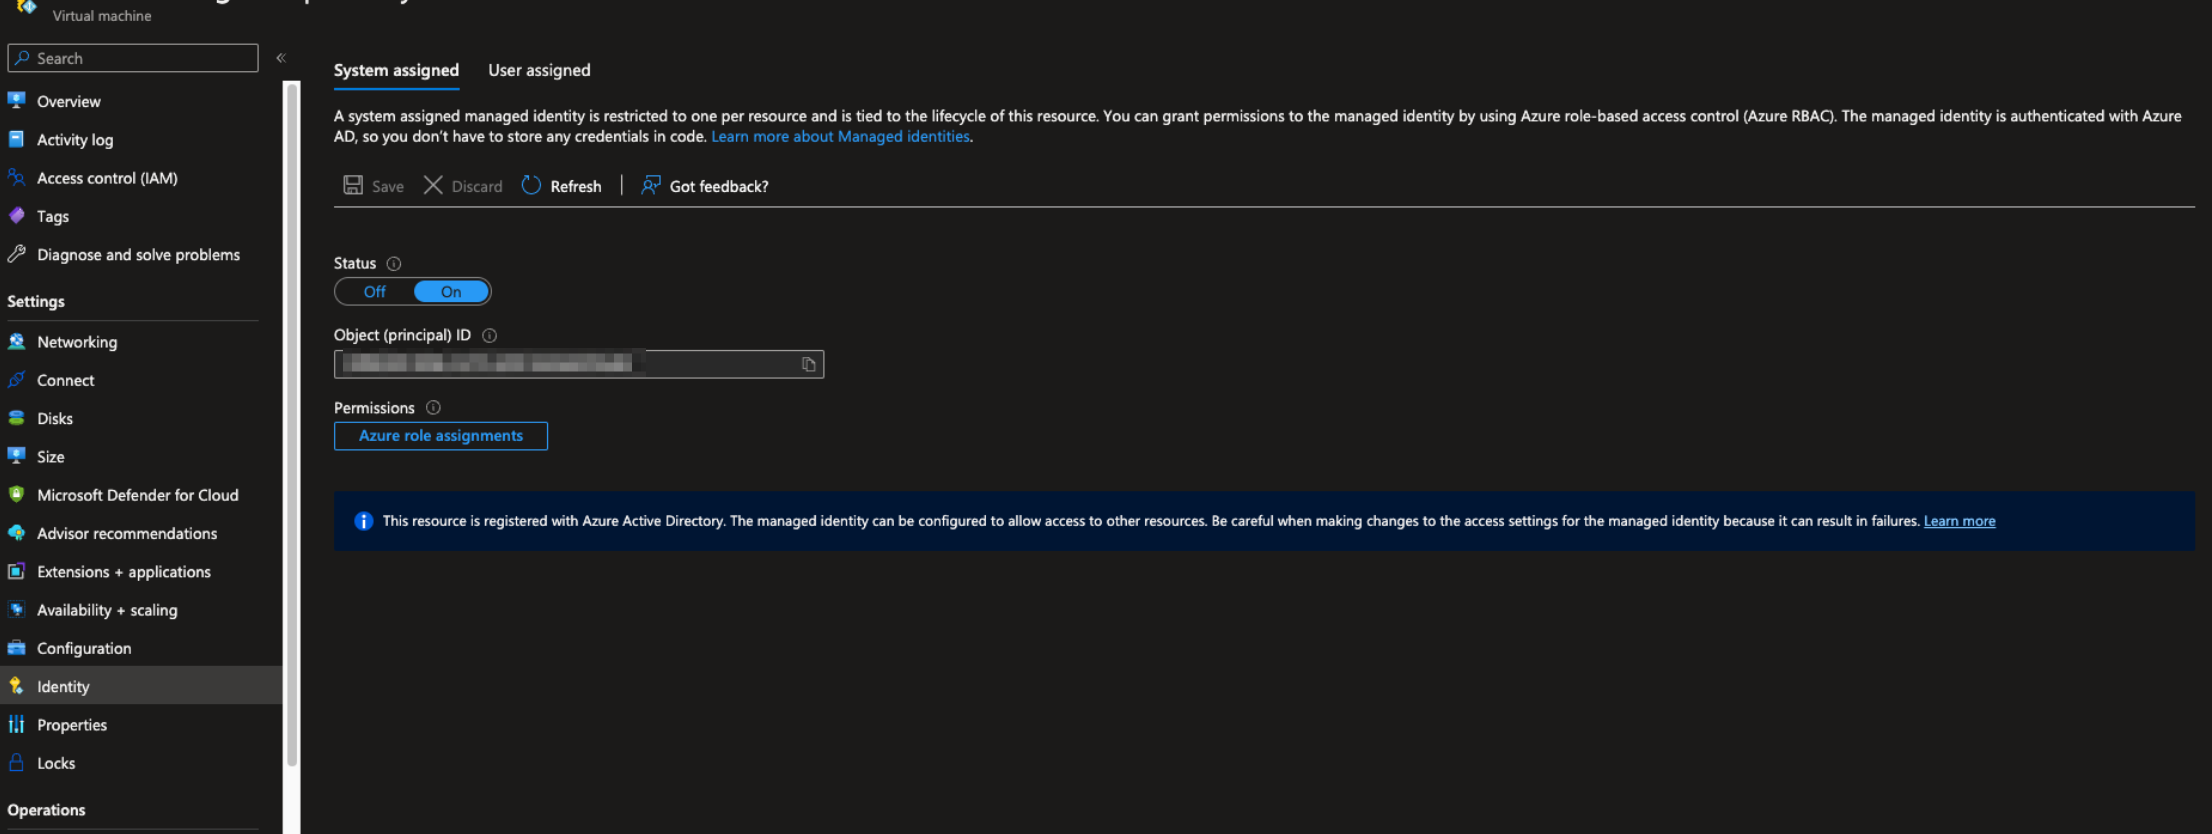 Virtual machine
Search
«
Overview
Activity log
Access control (IAM)
Tags
Diagnose and solve problems
Settings
Networking
Connect
Disks
Size
Microsoft Defender for Cloud
Advisor recommendations
Extensions + applications
Availability + scaling
Configuration
Identity
Properties
Locks
Operations
System assigned User assigned
A system assigned managed identity is restricted to one per resource and is tied to the lifecycle of this resource. You can grant permissions to the managed identity by using Azure role-based access control (Azure RBAC). The managed identity is authenticated with Azure
AD, so you don't have to store any credentials in code. Learn more about Managed identities.
Save Discard Refresh Got feedback?
Status
Off On
Object (principal) ID
Permissions
Azure role assignments
This resource is registered with Azure Active Directory. The managed identity can be configured to allow access to other resources. Be careful when making changes to the access settings for the managed identity because it can result in failures. Learn more